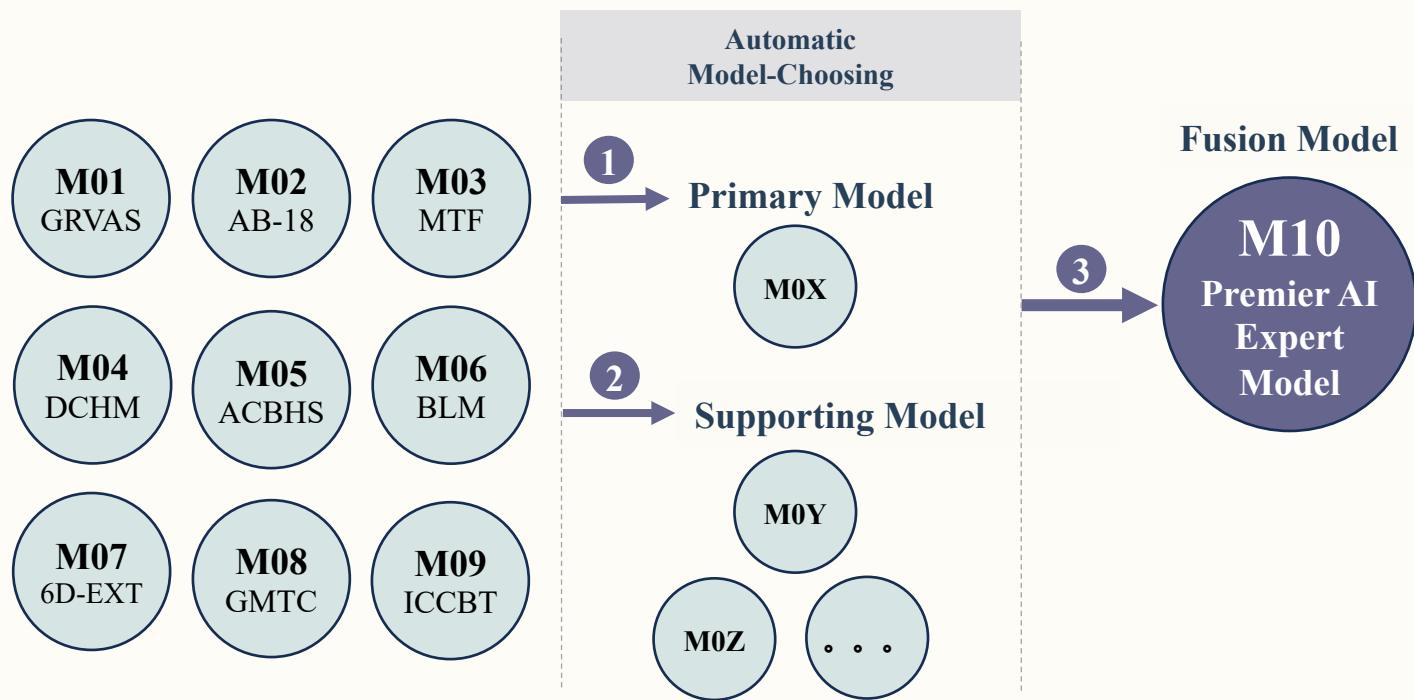 Automatic
Model-Choosing
M01
GRVAS
M02
AB-18
M03
MTF
M04
DCHM
M05
ACBHS
M06
BLM
M07
6D-EXT
M08
GMTC
M09
ICCBT
1
Primary Model
M0X
2
Supporting Model
M0Y
M0Z
。。。
3
Fusion Model
M10
Premier AI
Expert
Model